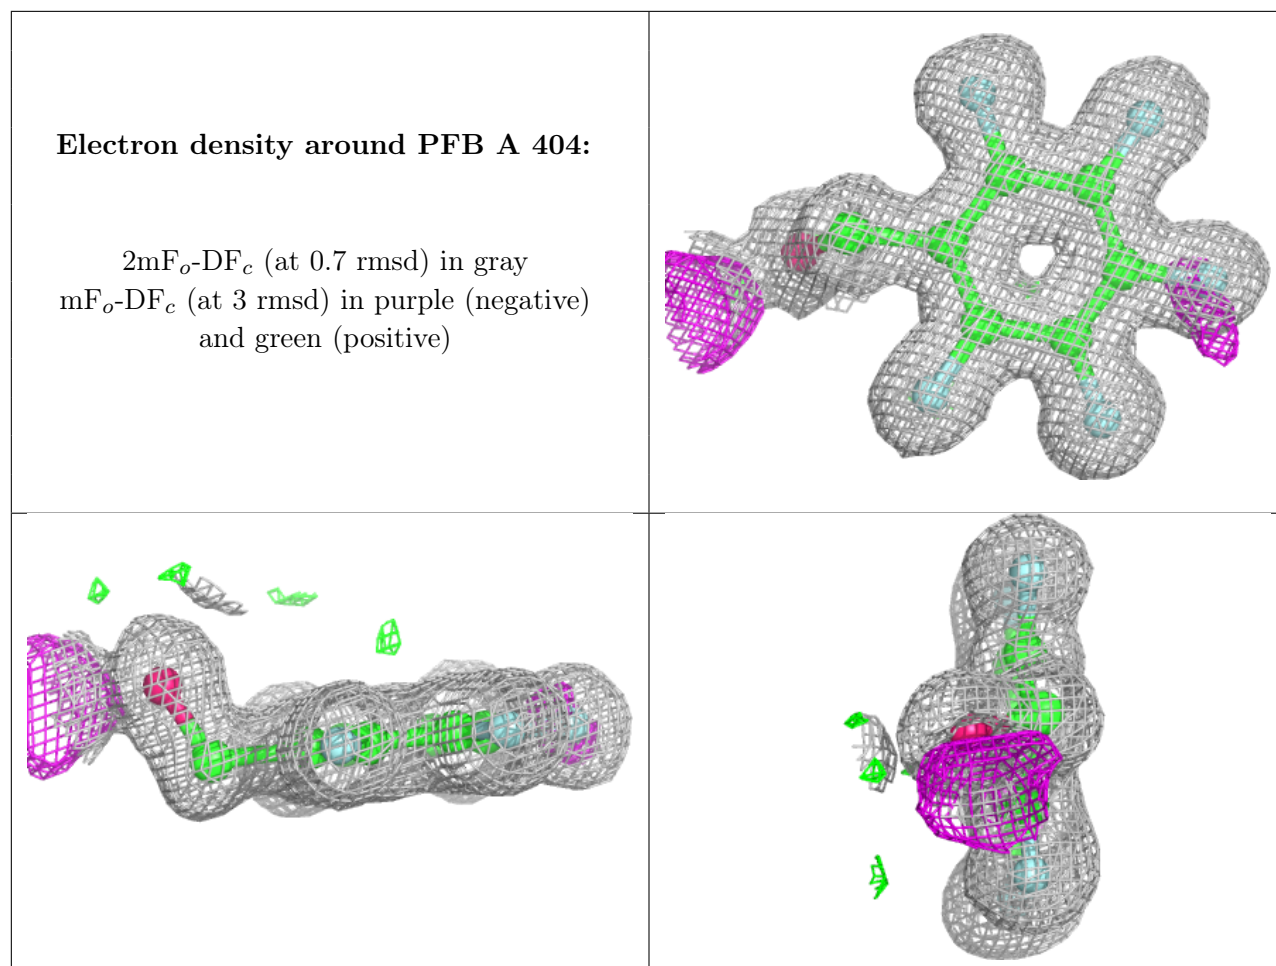 Electron density around PFB A 404:
2mFo-DFc (at 0.7 rmsd) in gray
mFo-DFc (at 3 rmsd) in purple (negative)
and green (positive)